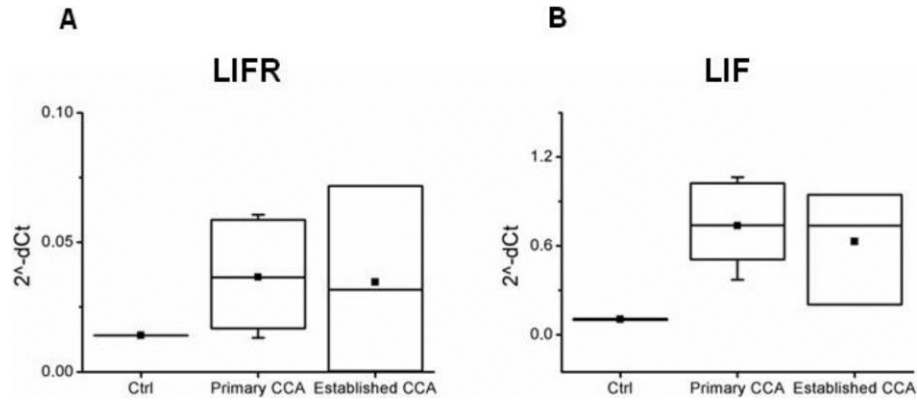 A
LIFR
2^-dCt
0.10
0.05
0.00
Ctrl Primary CCA Established CCA
B
LIF
2^-dCt
1.2
0.6
0.0
Ctrl Primary CCA Established CCA